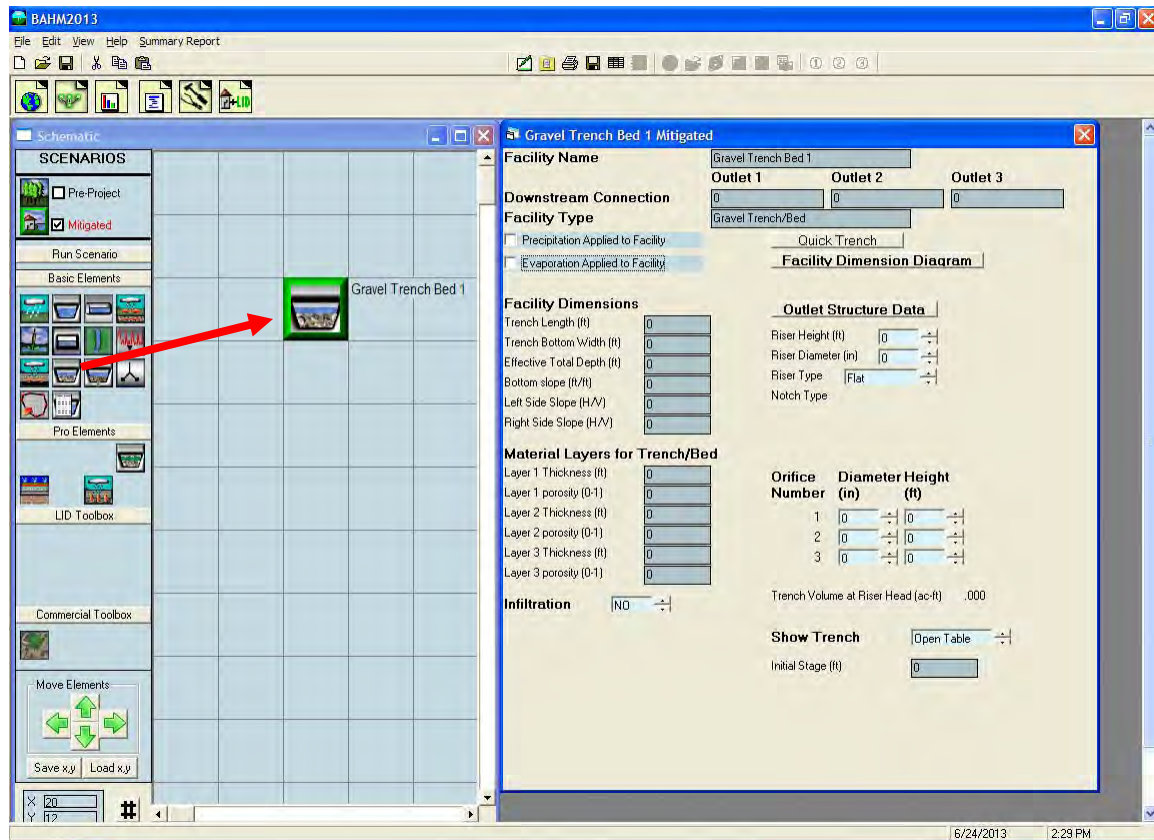 BAHM2013
File Edit View Help Summary Report
+LID
Schematic
SCENARIOS
Pre-Project
Mitigated
Run Scenario
Basic Elements
Pro Elements
LID Toolbox
Commercial Toolbox
Move Elements
Save x,y Load x,y
X 20
Y 12
#
Gravel Trench Bed 1
Gravel Trench Bed 1 Mitigated
Facility Name Gravel Trench Bed 1
Outlet 1 Outlet 2 Outlet 3
Downstream Connection 0 0 0
Facility Type Gravel Trench/Bed
Precipitation Applied to Facility Quick Trench
Evaporation Applied to Facility Facility Dimension Diagram
Facility Dimensions
Trench Length (ft) 0
Trench Bottom Width (ft) 0
Effective Total Depth (ft) 0
Bottom slope (ft/ft) 0
Left Side Slope (H/V) 0
Right Side Slope (H/V) 0
Material Layers for Trench/Bed
Layer 1 Thickness (ft) 0
Layer 1 porosity (0-1) 0
Layer 2 Thickness (ft) 0
Layer 2 porosity (0-1) 0
Layer 3 Thickness (ft) 0
Layer 3 porosity (0-1) 0
Infiltration NO
Outlet Structure Data
Riser Height (ft) 0
Riser Diameter (in) 0
Riser Type Flat
Notch Type
Orifice Diameter Height
Number (in) (ft)
1 0 0
2 0 0
3 0 0
Trench Volume at Riser Head (ac-ft) .000
Show Trench Open Table
Initial Stage (ft) 0
6/24/2013 2:29 PM